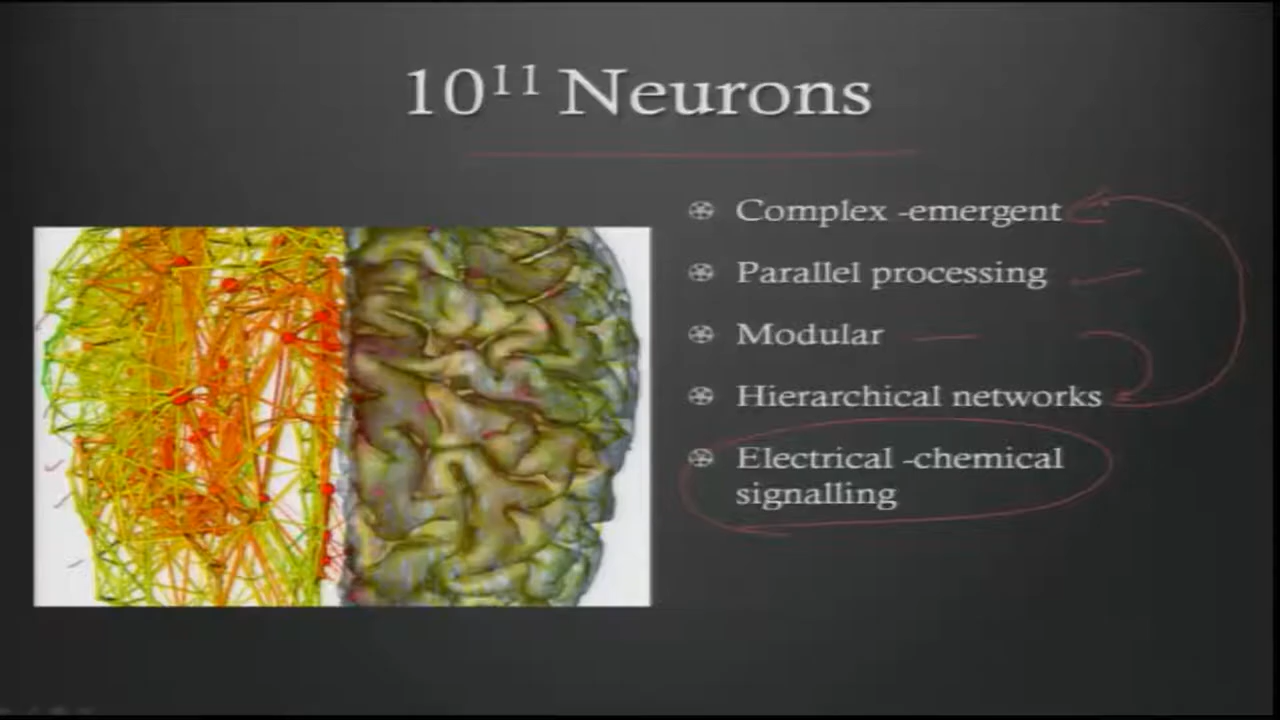 10¹¹ Neurons
Complex -emergent
Parallel processing
Modular
Hierarchical networks
Electrical -chemical
signalling